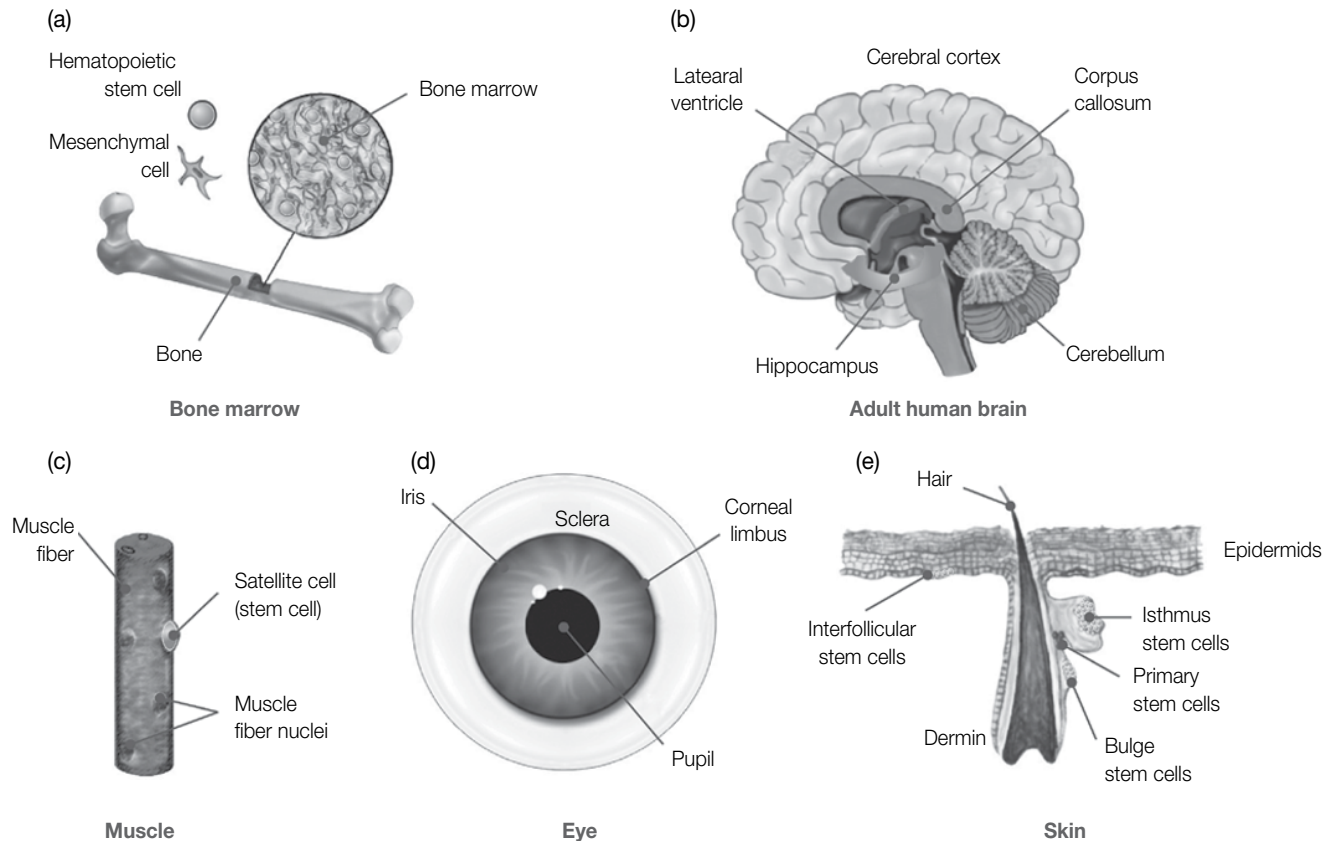 (a)
Hematopoietic
stem cell
Mesenchymal
cell
Bone marrow
Bone
Bone marrow
(b)
Cerebral cortex
Latearal
ventricle
Corpus
callosum
Hippocampus
Cerebellum
Adult human brain
(c)
Muscle
fiber
Satellite cell
(stem cell)
Muscle
fiber nuclei
Muscle
(d)
Iris
Sclera
Corneal
limbus
Pupil
Eye
(e)
Hair
Epidermids
Interfollicular
stem cells
Isthmus
stem cells
Primary
stem cells
Dermin
Bulge
stem cells
Skin